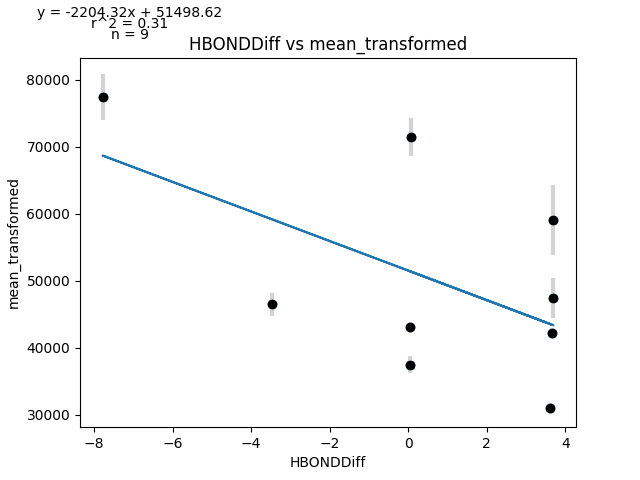 y = -2204.32x + 51498.62
r^2 = 0.31
n = 9
HBONDDiff vs mean_transformed
80000
70000
60000
50000
40000
30000
mean_transformed
−8
−6
−4
−2
0
2
4
HBONDDiff